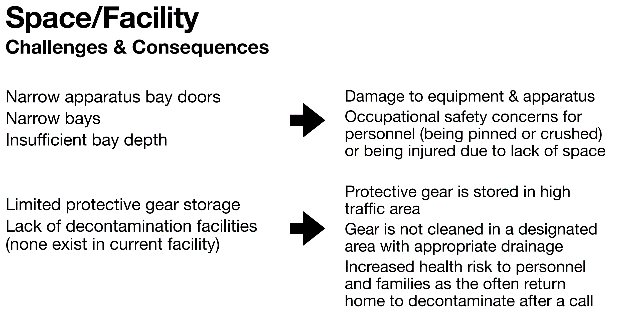 Space/Facility
Challenges & Consequences
Narrow apparatus bay doors
Narrow bays
Insufficient bay depth
Damage to equipment & apparatus
Occupational safety concerns for
personnel (being pinned or crushed)
or being injured due to lack of space
Limited protective gear storage
Lack of decontamination facilities
(none exist in current facility)
Protective gear is stored in high
traffic area
Gear is not cleaned in a designated
area with appropriate drainage
Increased health risk to personnel
and families as the often return
home to decontaminate after a call